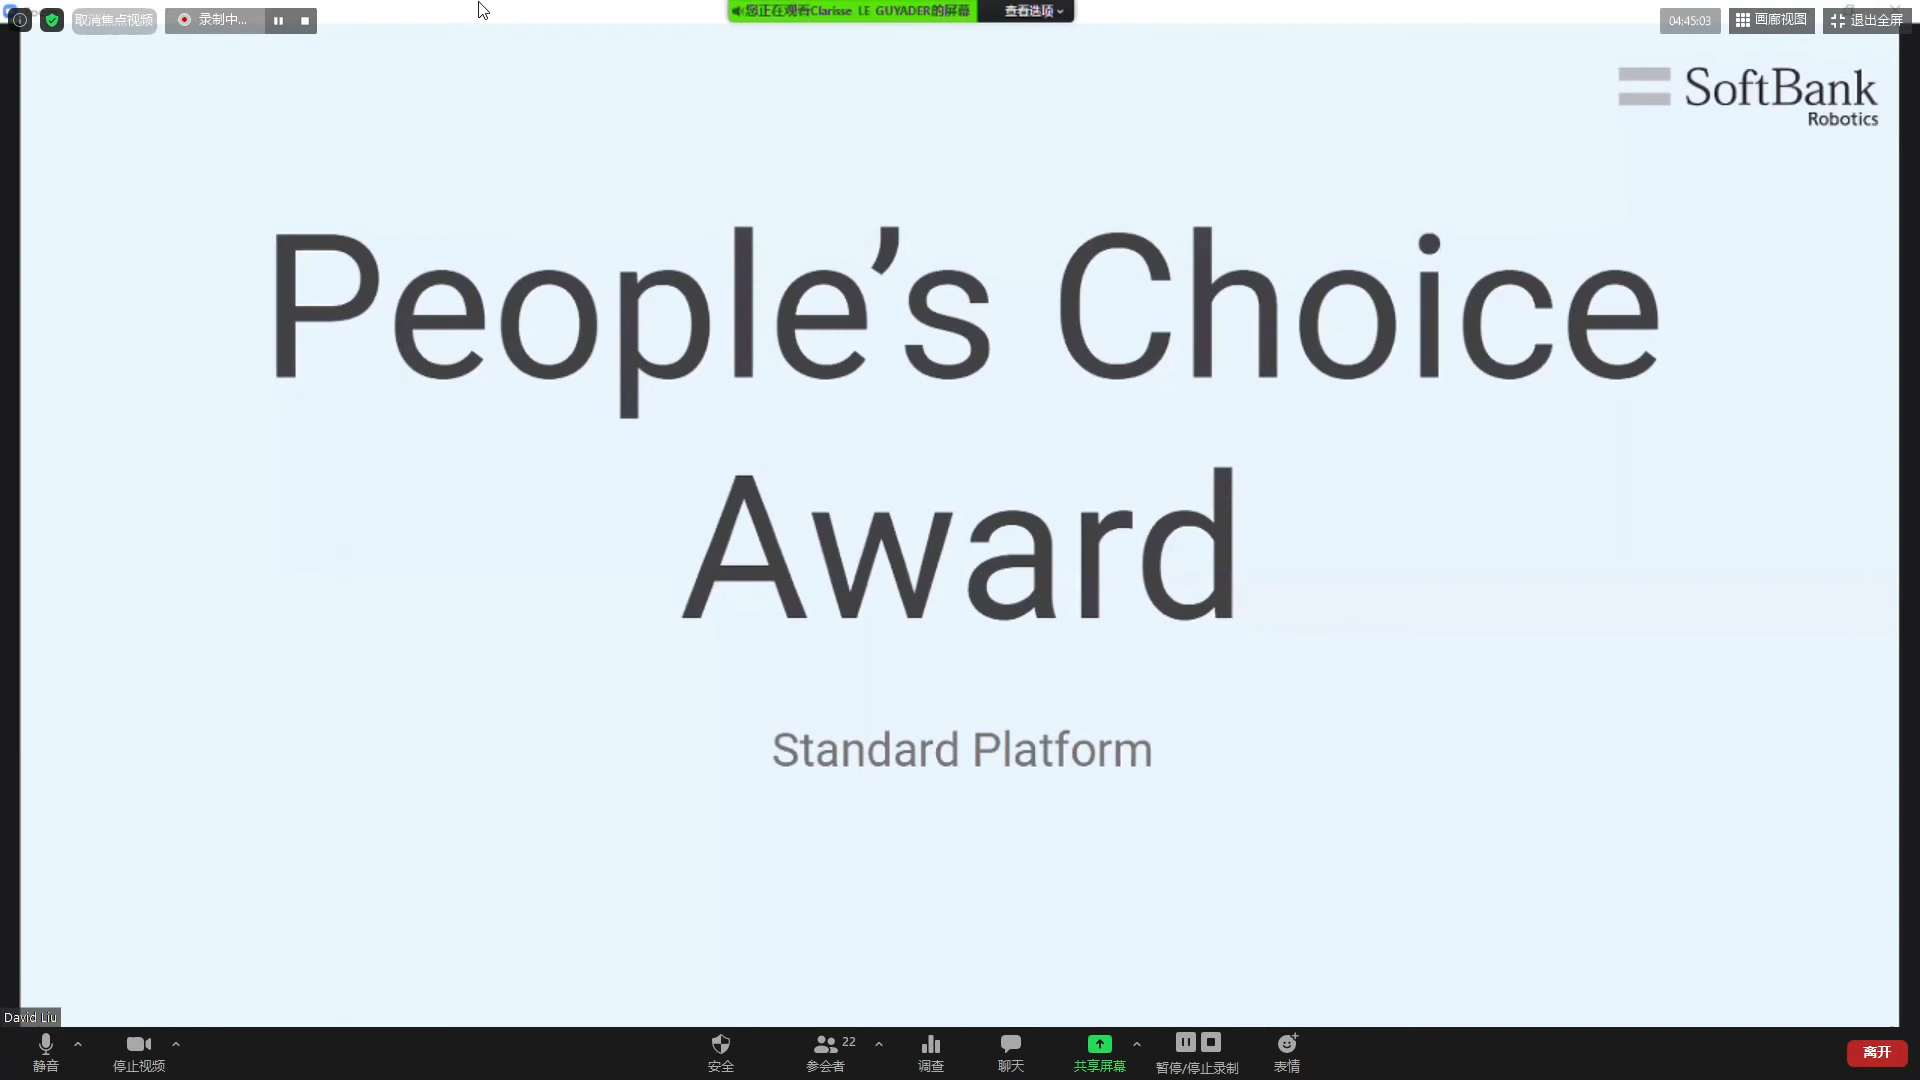 取消焦点视频
录制中...
您正在观看Clarisse LE GUYADER的屏幕
查看选项
04:45:03
画廊视图
退出全屏
SoftBank
Robotics
People’s Choice
Award
Standard Platform
David Liu
静音
停止视频
安全
参会者
22
调查
聊天
共享屏幕
暂停/停止录制
表情
离开